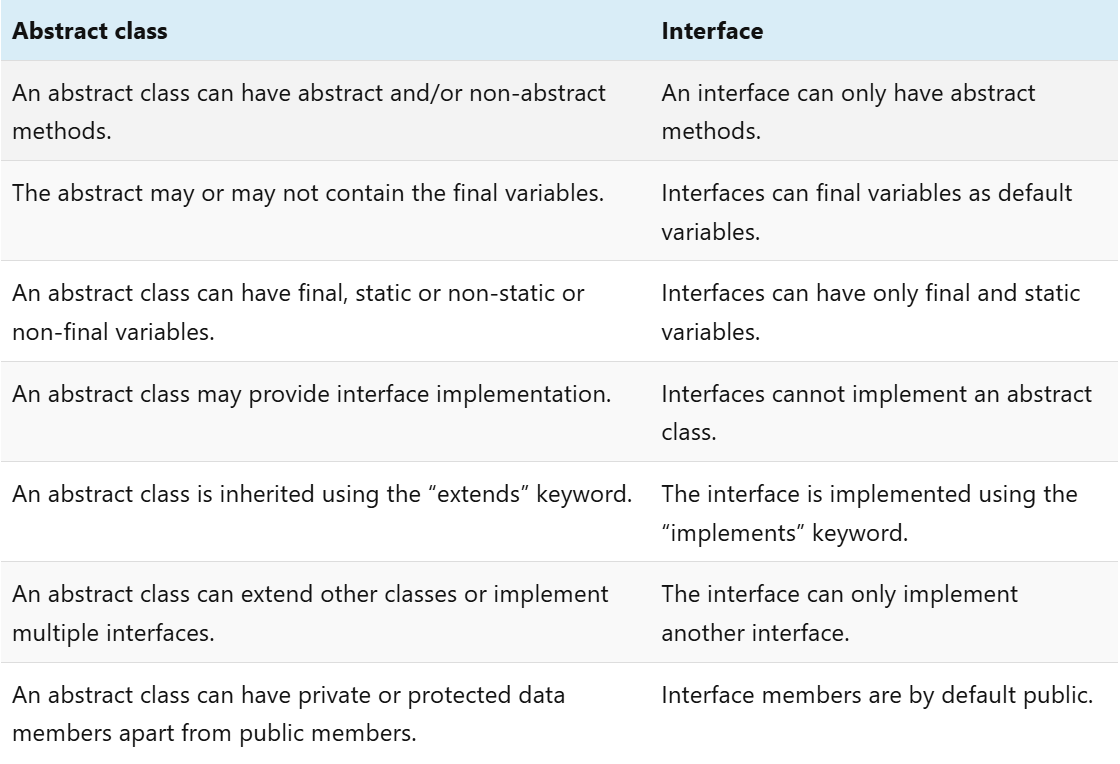 Abstract class Interface
An abstract class can have abstract and/or non-abstract
methods.
An interface can only have abstract
methods.
The abstract may or may not contain the final variables.
Interfaces can final variables as default
variables.
An abstract class can have final, static or non-static or
non-final variables.
Interfaces can have only final and static
variables.
An abstract class may provide interface implementation.
Interfaces cannot implement an abstract
class.
An abstract class is inherited using the “extends” keyword.
The interface is implemented using the
“implements” keyword.
An abstract class can extend other classes or implement
multiple interfaces.
The interface can only implement
another interface.
An abstract class can have private or protected data
members apart from public members.
Interface members are by default public.